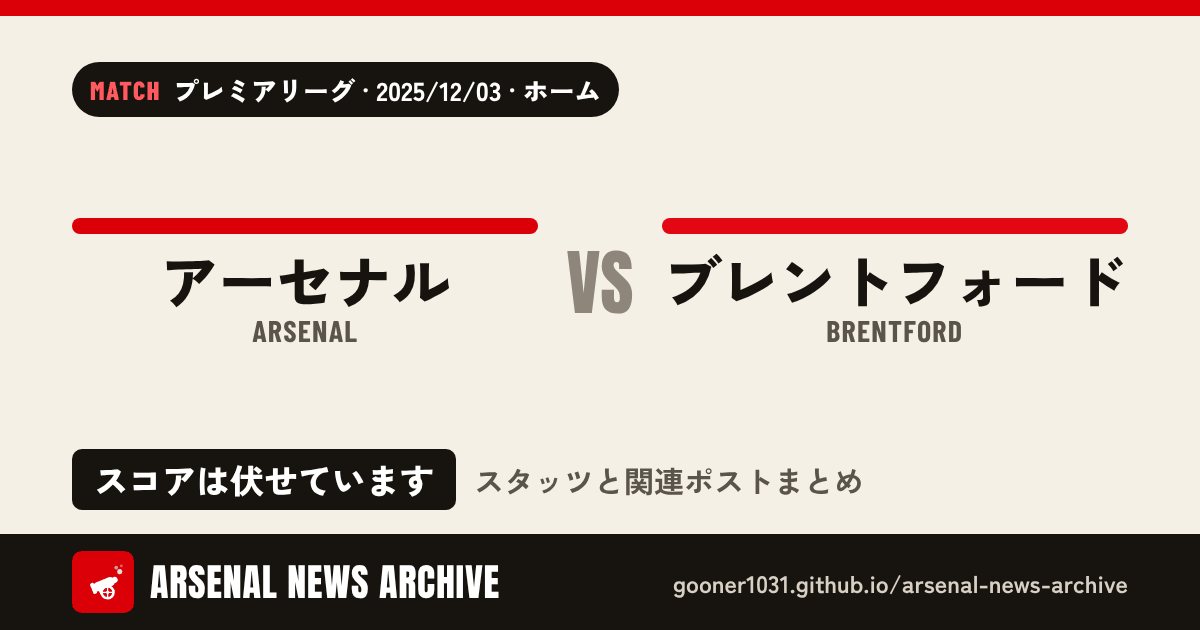 MATCH プレミアリーグ · 2025/12/03 · ホーム
アーセナル VS ブレントフォード
ARSENAL BRENTFORD
スコアは伏せています スタッツと関連ポストまとめ
ARSENAL NEWS ARCHIVE gooner1031.github.io/arsenal-news-archive